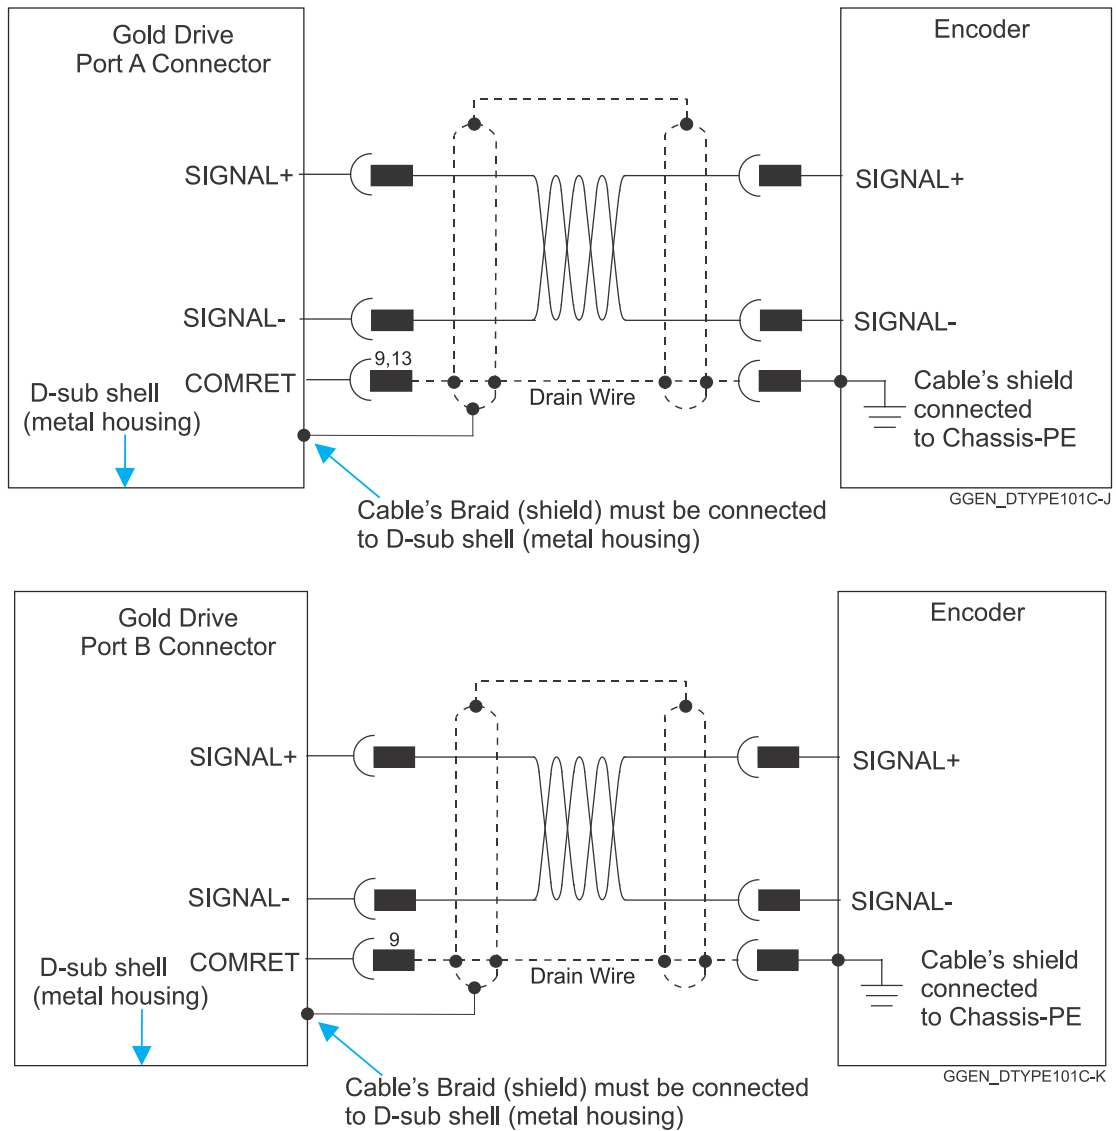 Gold Drive
Port A Connector
Encoder
SIGNAL+
SIGNAL+
SIGNAL-
SIGNAL-
9,13
COMRET
Drain Wire
D-sub shell
(metal housing)
Cable's shield
connected
to Chassis-PE
GGEN_DTYPE101C-J
Cable's Braid (shield) must be connected
to D-sub shell (metal housing)
Gold Drive
Port B Connector
Encoder
SIGNAL+
SIGNAL+
SIGNAL-
SIGNAL-
9
COMRET
Drain Wire
D-sub shell
(metal housing)
Cable's shield
connected
to Chassis-PE
GGEN_DTYPE101C-K
Cable's Braid (shield) must be connected
to D-sub shell (metal housing)